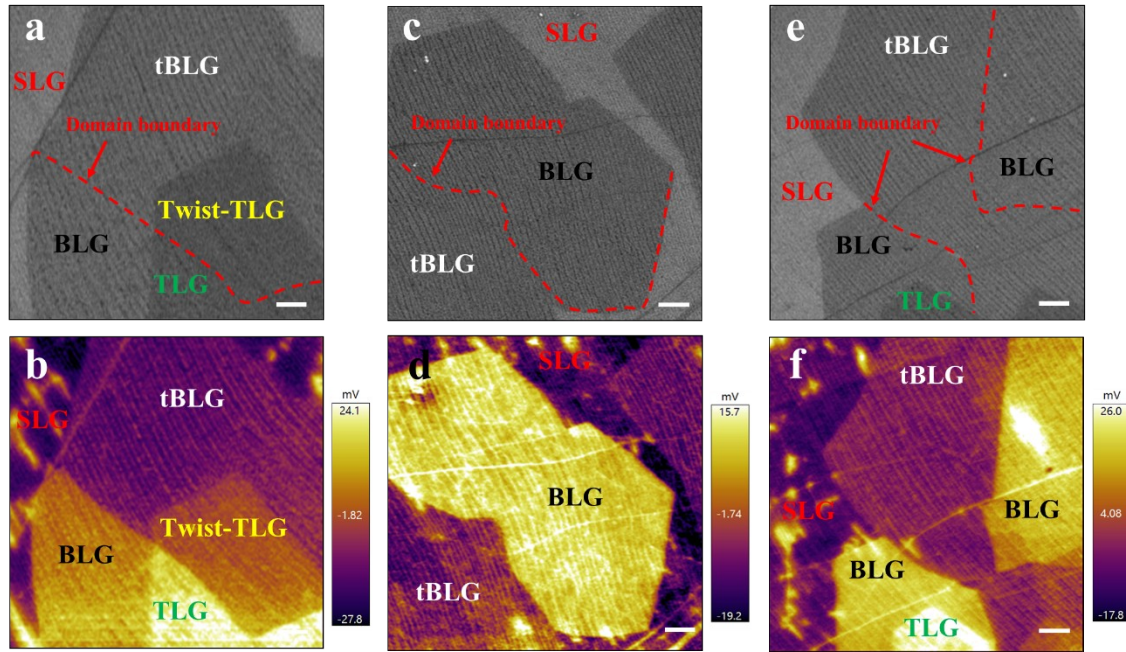 a
tBLG
SLG
Domain boundary
Twist-TLG
BLG
TLG
c
SLG
Domain boundary
BLG
tBLG
e
tBLG
Domain boundary
BLG
SLG
BLG
TLG
b
tBLG
SLG
Twist-TLG
BLG
TLG
mV
24.1
-1.82
-27.8
d
SLG
BLG
tBLG
mV
15.7
-1.74
-19.2
f
tBLG
SLG
BLG
BLG
TLG
mV
26.0
4.08
-17.8